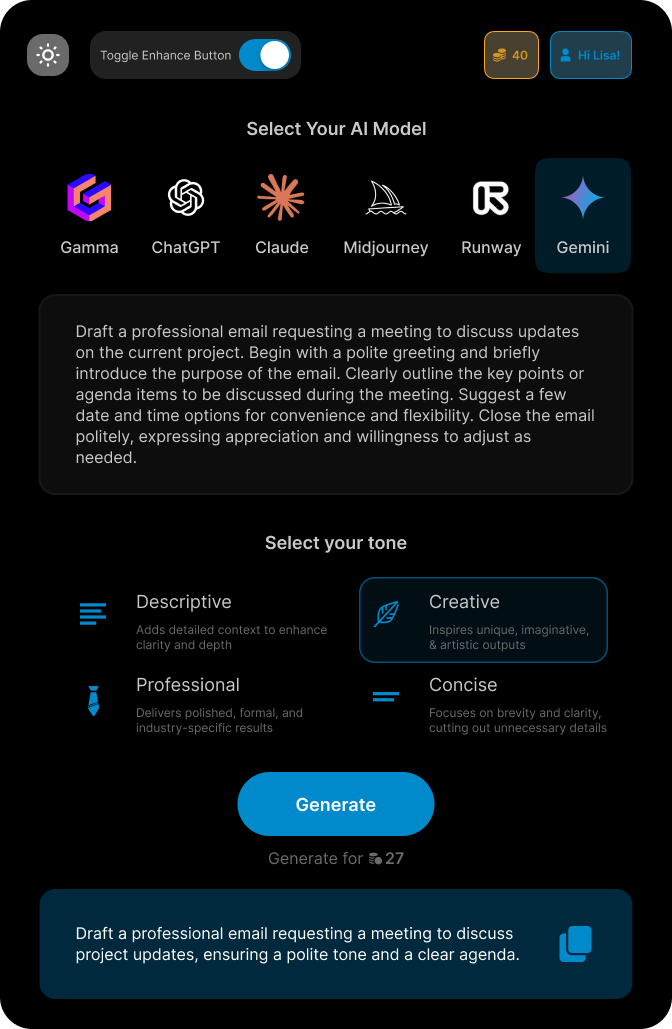 Toggle Enhance Button
40
Hi Lisa!
Select Your AI Model
Gamma
ChatGPT
Claude
Midjourney
Runway
Gemini
Draft a professional email requesting a meeting to discuss updates
on the current project. Begin with a polite greeting and briefly
introduce the purpose of the email. Clearly outline the key points or
agenda items to be discussed during the meeting. Suggest a few
date and time options for convenience and flexibility. Close the email
politely, expressing appreciation and willingness to adjust as
needed.
Select your tone
Descriptive
Adds detailed context to enhance
clarity and depth
Creative
Inspires unique, imaginative,
& artistic outputs
Professional
Delivers polished, formal, and
industry-specific results
Concise
Focuses on brevity and clarity,
cutting out unnecessary details
Generate
Generate for 27
Draft a professional email requesting a meeting to discuss
project updates, ensuring a polite tone and a clear agenda.